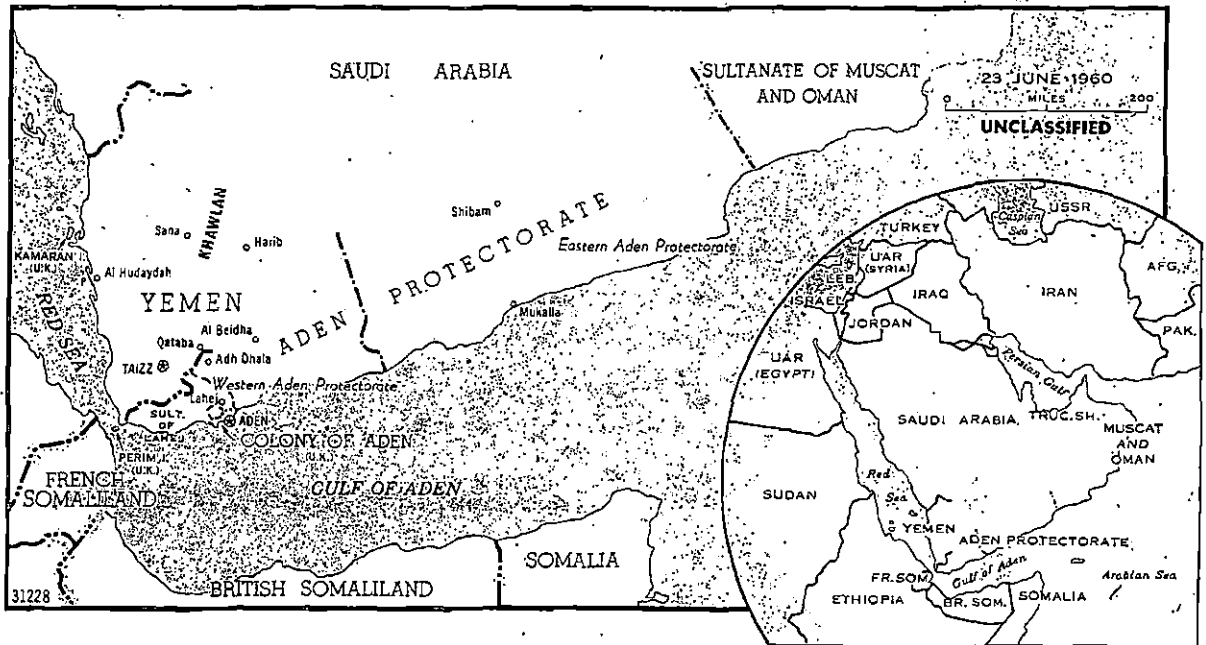 SAUDI ARABIA
SULTANATE OF MUSCAT
AND OMAN
23 JUNE 1960
0 MILES 200
UNCLASSIFIED
Shibam
Sana
KHAWLAN
Harib
Eastern Aden Protectorate
KAMARAN I.
(U.K.)
Al Hudaydah
RED SEA
YEMEN
ADEN PROTECTORATE
Mukalla
Al Beidha
Qataba
Adh Dhala
TAIZZ
Western Aden Protectorate
Lahej
SULT.
OF
LAHEJ
ADEN
COLONY OF ADEN
(U.K.)
PERIM I.
(U.K.)
FRENCH
SOMALILAND
GULF OF ADEN
SOMALIA
BRITISH SOMALILAND
31228
USSR
Caspian
Sea
TURKEY
UAR
(SYRIA)
LEB.
ISRAEL
IRAQ
IRAN
AFG.
JORDAN
PAK.
UAR
(EGYPT)
Persian Gulf
SAUDI ARABIA
TRUC. SH.
MUSCAT
AND
OMAN
SUDAN
Red
Sea
YEMEN
ADEN PROTECTORATE
FR. SOM.
Gulf of Aden
Arabian Sea
ETHIOPIA
BR. SOM.
SOMALIA